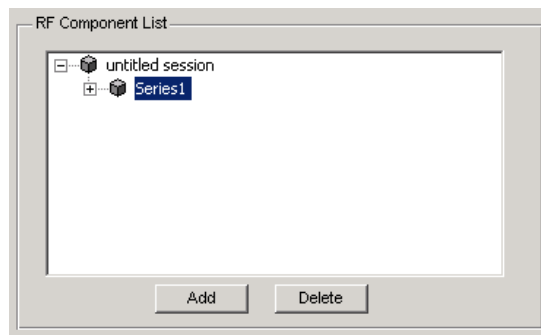 RF Component List
untitled session
Series1
Add Delete